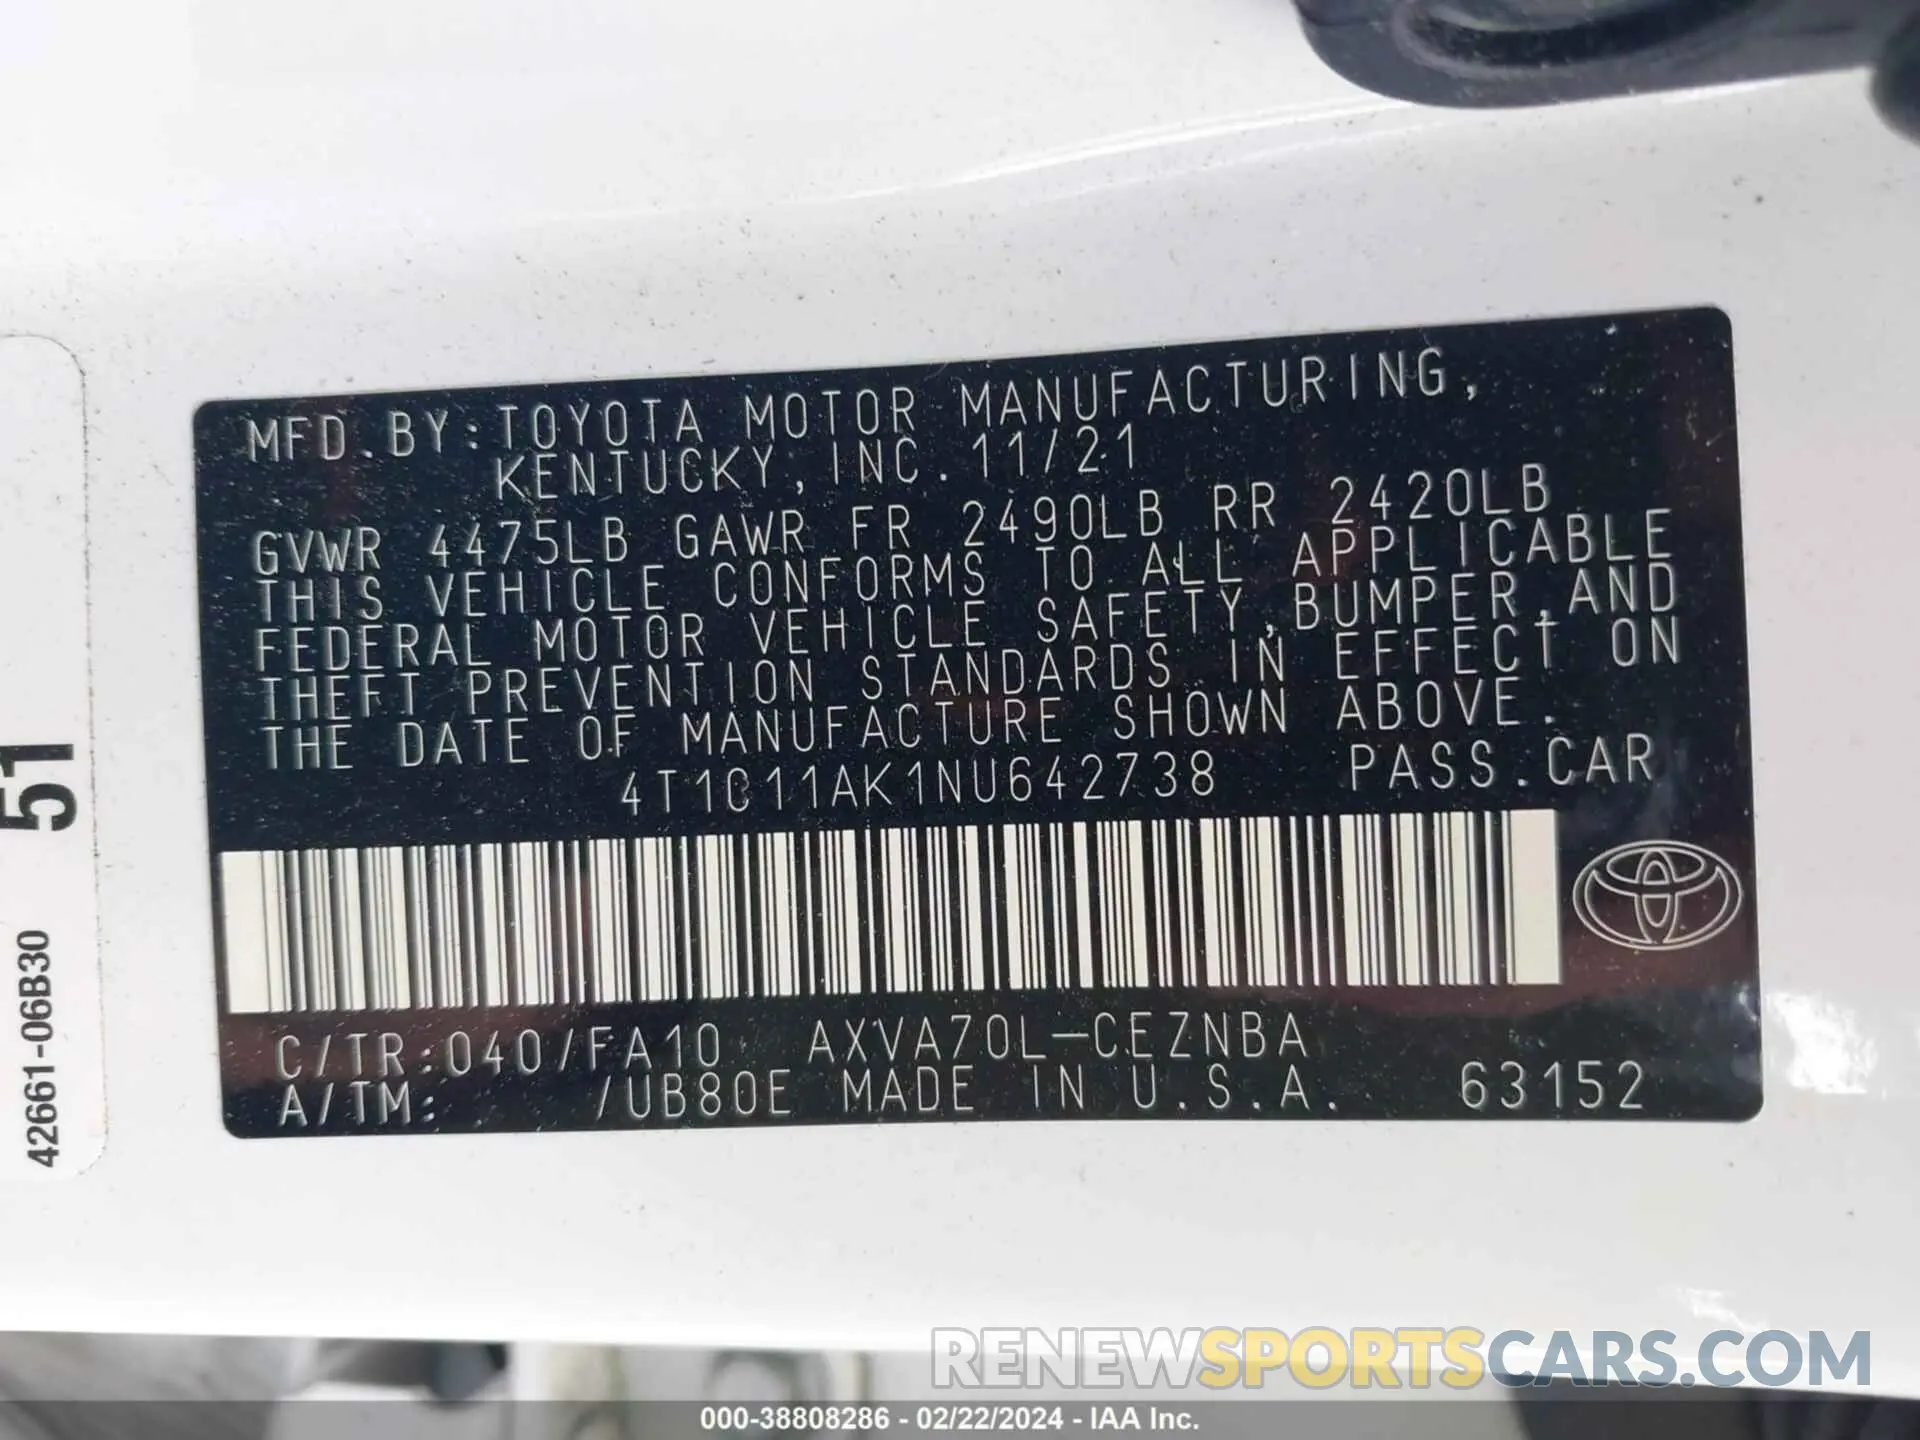 MFD.BY:TOYOTA MOTOR MANUFACTURING,
KENTUCKY, INC. 11/21
GVWR 4475LB GAWR FR 2490LB RR 2420LB
THIS VEHICLE CONFORMS TO ALL APPLICABLE
FEDERAL MOTOR VEHICLE SAFETY,BUMPER,AND
THEFT PREVENTION STANDARDS IN EFFECT ON
THE DATE OF MANUFACTURE SHOWN ABOVE.
4T1C11AK1NU642738 PASS.CAR
C/TR:040/FA10 AXVA70L-CEZNBA
A/TM: /UB80E MADE IN U.S.A. 63152
51
42661-06B30
RENEWSPORTSCARS.COM
000-38808286 - 02/22/2024 - IAA Inc.